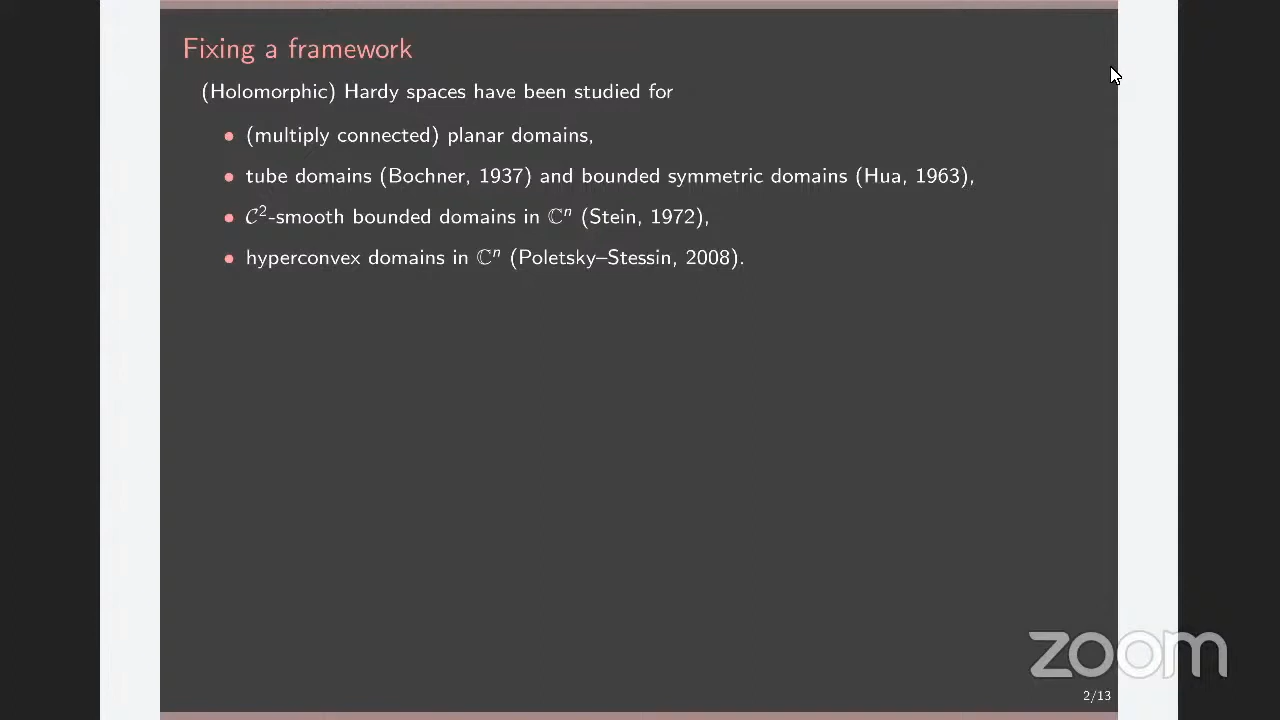 Fixing a framework
(Holomorphic) Hardy spaces have been studied for
• (multiply connected) planar domains,
• tube domains (Bochner, 1937) and bounded symmetric domains (Hua, 1963),
• 𝒞²-smooth bounded domains in ℂⁿ (Stein, 1972),
• hyperconvex domains in ℂⁿ (Poletsky–Stessin, 2008).
zoom
2/13